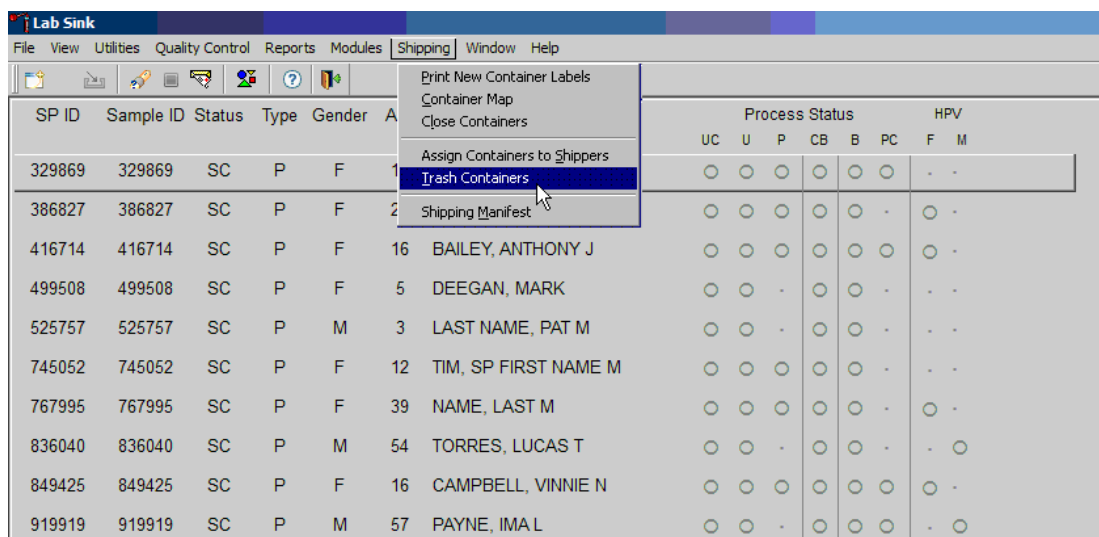 Lab Sink
File View Utilities Quality Control Reports Modules Shipping Window Help
Print New Container Labels
Container Map
Close Containers
Assign Containers to Shippers
Trash Containers
Shipping Manifest
SP ID Sample ID Status Type Gender A Process Status HPV
UC U P CB B PC F M
329869 329869 SC P F 1 - -
386827 386827 SC P F 2 - -
416714 416714 SC P F 16 BAILEY, ANTHONY J -
499508 499508 SC P F 5 DEEGAN, MARK - - - -
525757 525757 SC P M 3 LAST NAME, PAT M - - - -
745052 745052 SC P F 12 TIM, SP FIRST NAME M - - -
767995 767995 SC P F 39 NAME, LAST M - -
836040 836040 SC P M 54 TORRES, LUCAS T - - -
849425 849425 SC P F 16 CAMPBELL, VINNIE N -
919919 919919 SC P M 57 PAYNE, IMA L - -